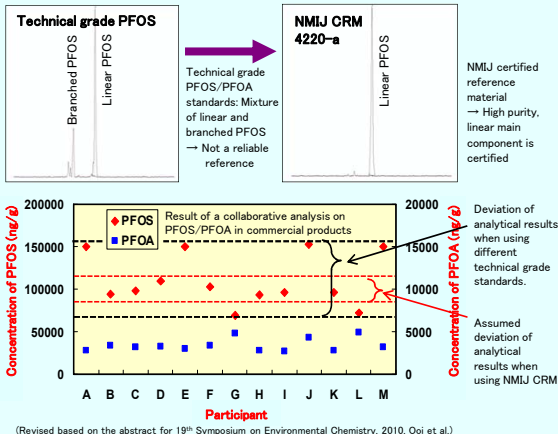 Technical grade PFOS
Branched PFOS
Linear PFOS
Technical grade
PFOS/PFOA
standards: Mixture
of linear and
branched PFOS
→ Not a reliable
reference
NMIJ CRM
4220-a
Linear PFOS
NMIJ certified
reference
material
→ High purity,
linear main
component is
certified
Concentration of PFOS (ng/g)
200000
150000
100000
50000
0
PFOS
PFOA
Result of a collaborative analysis on
PFOS/PFOA in commercial products
20000
15000
10000
5000
0
Concentration of PFOA (ng/g)
A B C D E F G H I J K L M
Participant
Deviation of
analytical results
when using
different
technical grade
standards.
Assumed
deviation of
analytical
results when
using NMIJ CRM
(Revised based on the abstract for 19th Symposium on Environmental Chemistry, 2010, Ooi et al.)